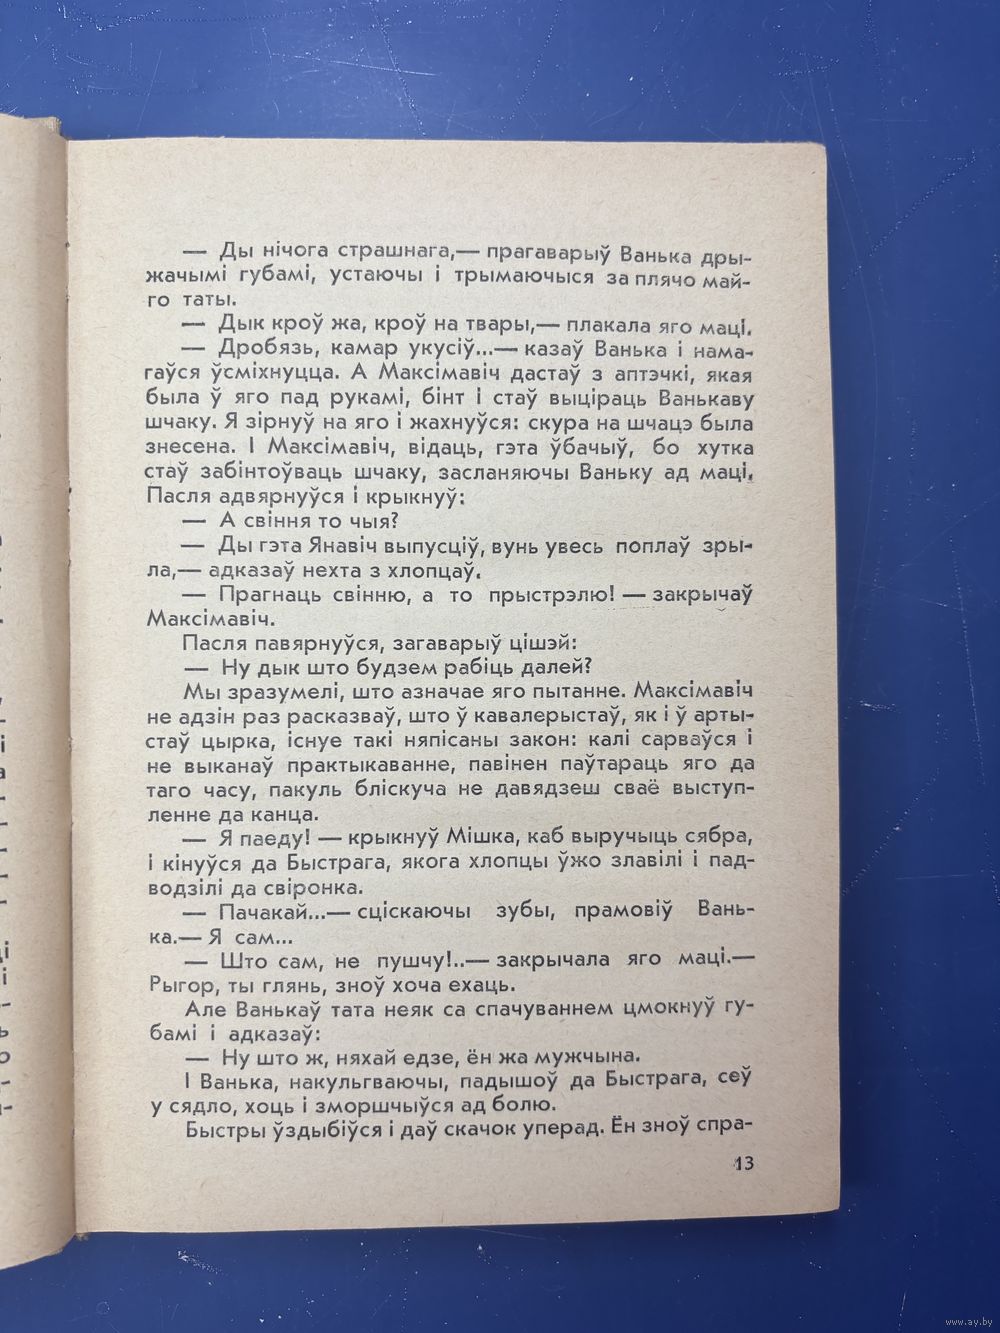 — Ды нічога страшнага,— прагаварыў Ванька дры-
жачымі губамі, устаючы і трымаючыся за плячо май-
го таты.
— Дык кроў жа, кроў на твары,— плакала яго маці.
— Дробязь, камар укусіў...— казаў Ванька і нама-
гаўся ўсміхнуцца. А Максімавіч дастаў з аптэчкі, якая
была ў яго пад рукамі, бінт і стаў выціраць Ванькаву
шчаку. Я зірнуў на яго і жахнуўся: скура на шчацэ была
знесена. І Максімавіч, відаць, гэта ўбачыў, бо хутка
стаў забінтоўваць шчаку, засланяючы Ваньку ад маці.
Пасля адвярнуўся і крыкнуў:
— А свіння то чыя?
— Ды гэта Янавіч выпусціў, вунь увесь поплаў зры-
ла,— адказаў нехта з хлопцаў.
— Прагнаць свінню, а то прыстрэлю! — закрычаў
Максімавіч.
Пасля павярнуўся, загаварыў цішэй:
— Ну дык што будзем рабіць далей?
Мы зразумелі, што азначае яго пытанне. Максімавіч
не адзін раз расказваў, што ў кавалерыстаў, як і ў арты-
стаў цырка, існуе такі няпісаны закон: калі сарваўся і
не выканаў практыкаванне, павінен паўтараць яго да
таго часу, пакуль бліскуча не давядзеш сваё выступ-
ленне да канца.
— Я паеду! — крыкнуў Мішка, каб выручыць сябра,
і кінуўся да Быстрага, якога хлопцы ўжо злавілі і пад-
водзілі да свіронка.
— Пачакай...— сціскаючы зубы, прамовіў Вань-
ка.— Я сам...
— Што сам, не пушчу!..— закрычала яго маці.—
Рыгор, ты глянь, зноў хоча ехаць.
Але Ванькаў тата неяк са спачуваннем цмокнуў гу-
бамі і адказаў:
— Ну што ж, няхай едзе, ён жа мужчына.
І Ванька, накульгваючы, падышоў да Быстрага, сеў
у сядло, хоць і зморшчыўся ад болю.
Быстры ўздыбіўся і даў скачок уперад. Ён зноў спра-
13
www.ay.by